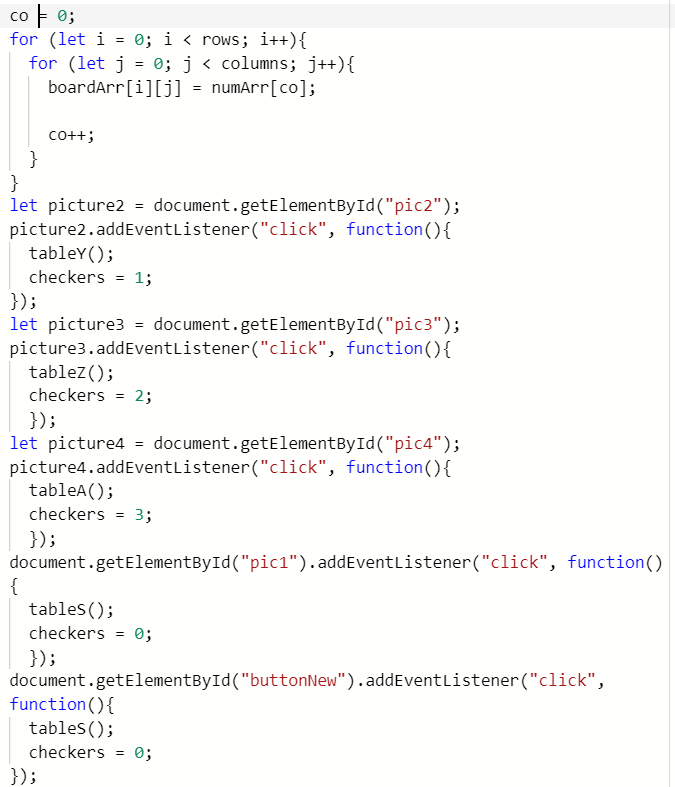 co = 0;
for (let i = 0; i < rows; i++){
  for (let j = 0; j < columns; j++){
    boardArr[i][j] = numArr[co];

    co++;
  }
}
let picture2 = document.getElementById("pic2");
picture2.addEventListener("click", function(){
  tableY();
  checkers = 1;
});
let picture3 = document.getElementById("pic3");
picture3.addEventListener("click", function(){
  tableZ();
  checkers = 2;
  });
let picture4 = document.getElementById("pic4");
picture4.addEventListener("click", function(){
  tableA();
  checkers = 3;
  });
document.getElementById("pic1").addEventListener("click", function()
{
  tableS();
  checkers = 0;
  });
document.getElementById("buttonNew").addEventListener("click",
function(){
  tableS();
  checkers = 0;
});